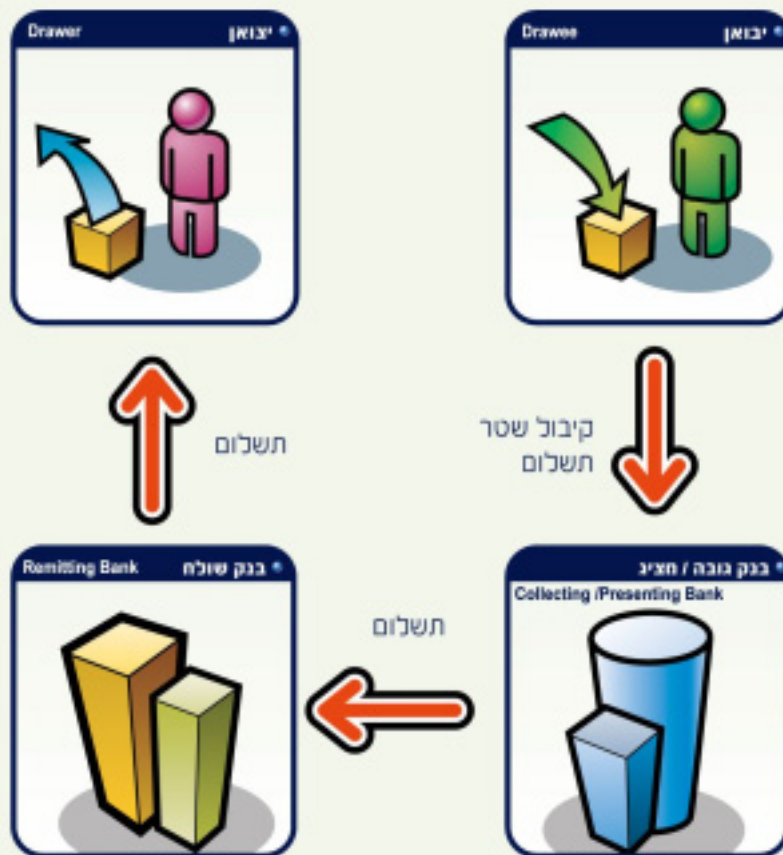 Drawer יצואן
Drawee יבואן
תשלום
קיבול שטר
תשלום
Remitting Bank בנק שולח
תשלום
בנק גובה / מציג
Collecting /Presenting Bank